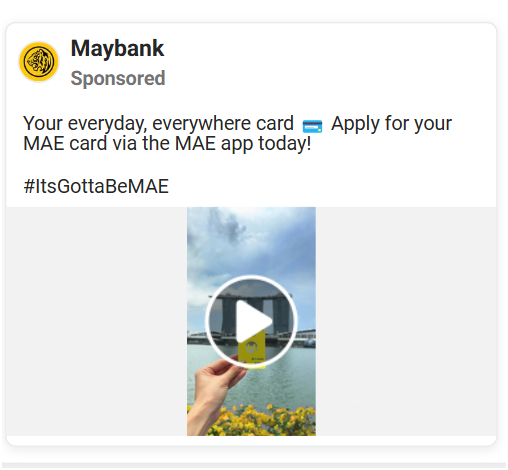 Maybank
Sponsored
Your everyday, everywhere card 💳 Apply for your
MAE card via the MAE app today!
#ItsGottaBeMAE